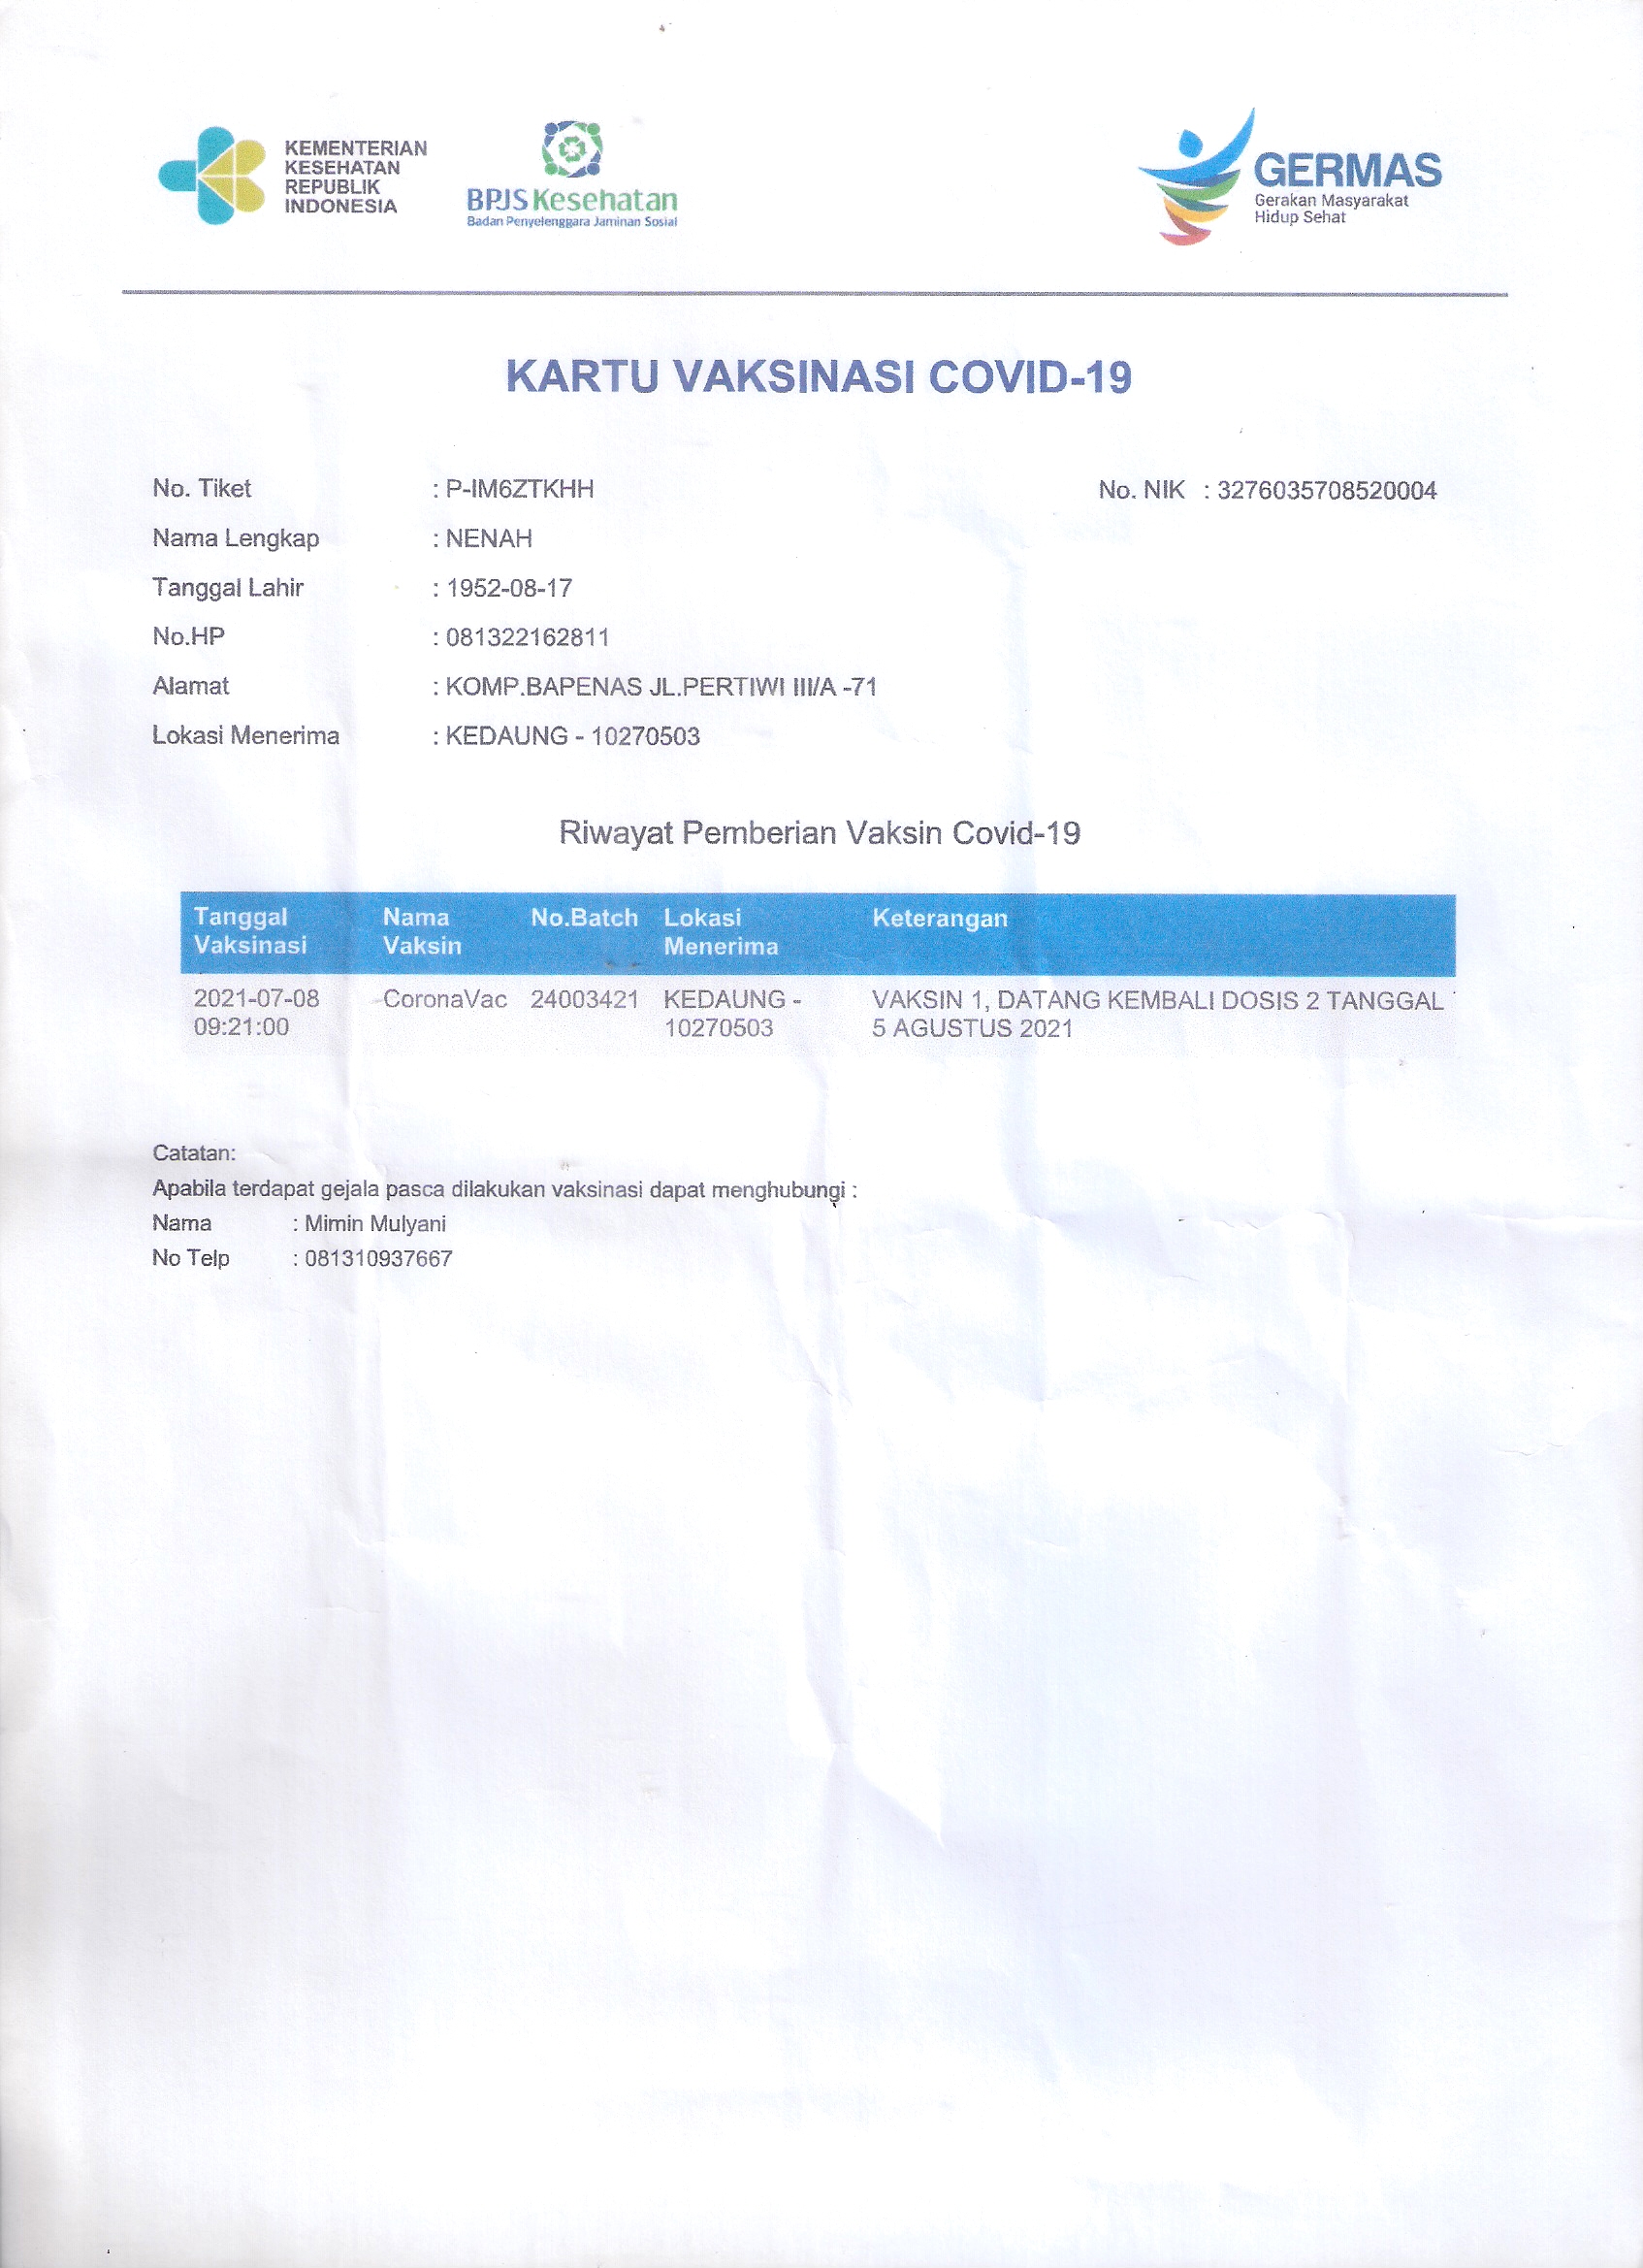 KEMENTERIAN
KESEHATAN
REPUBLIK
INDONESIA
BPJS Kesehatan
Badan Penyelenggara Jaminan Sosial
GERMAS
Gerakan Masyarakat
Hidup Sehat
KARTU VAKSINASI COVID-19
No. Tiket : P-IM6ZTKHH No. NIK : 3276035708520004
Nama Lengkap : NENAH
Tanggal Lahir : 1952-08-17
No.HP : 081322162811
Alamat : KOMP.BAPENAS JL.PERTIWI III/A -71
Lokasi Menerima : KEDAUNG - 10270503
Riwayat Pemberian Vaksin Covid-19
Tanggal Nama No.Batch Lokasi Keterangan
Vaksinasi Vaksin Menerima
2021-07-08 CoronaVac 24003421 KEDAUNG - VAKSIN 1, DATANG KEMBALI DOSIS 2 TANGGAL
09:21:00 10270503 5 AGUSTUS 2021
Catatan:
Apabila terdapat gejala pasca dilakukan vaksinasi dapat menghubungi :
Nama : Mimin Mulyani
No Telp : 081310937667